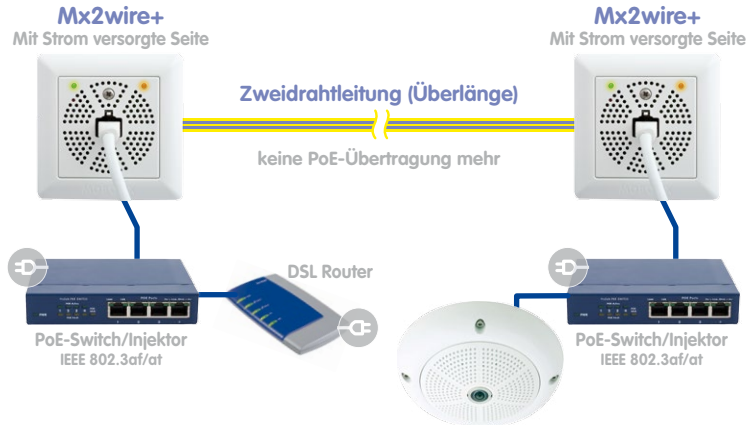 Mx2wire+
Mit Strom versorgte Seite
Mx2wire+
Mit Strom versorgte Seite
Zweidrahtleitung (Überlänge)
keine PoE-Übertragung mehr
DSL Router
PoE-Switch/Injektor
IEEE 802.3af/at
PoE-Switch/Injektor
IEEE 802.3af/at